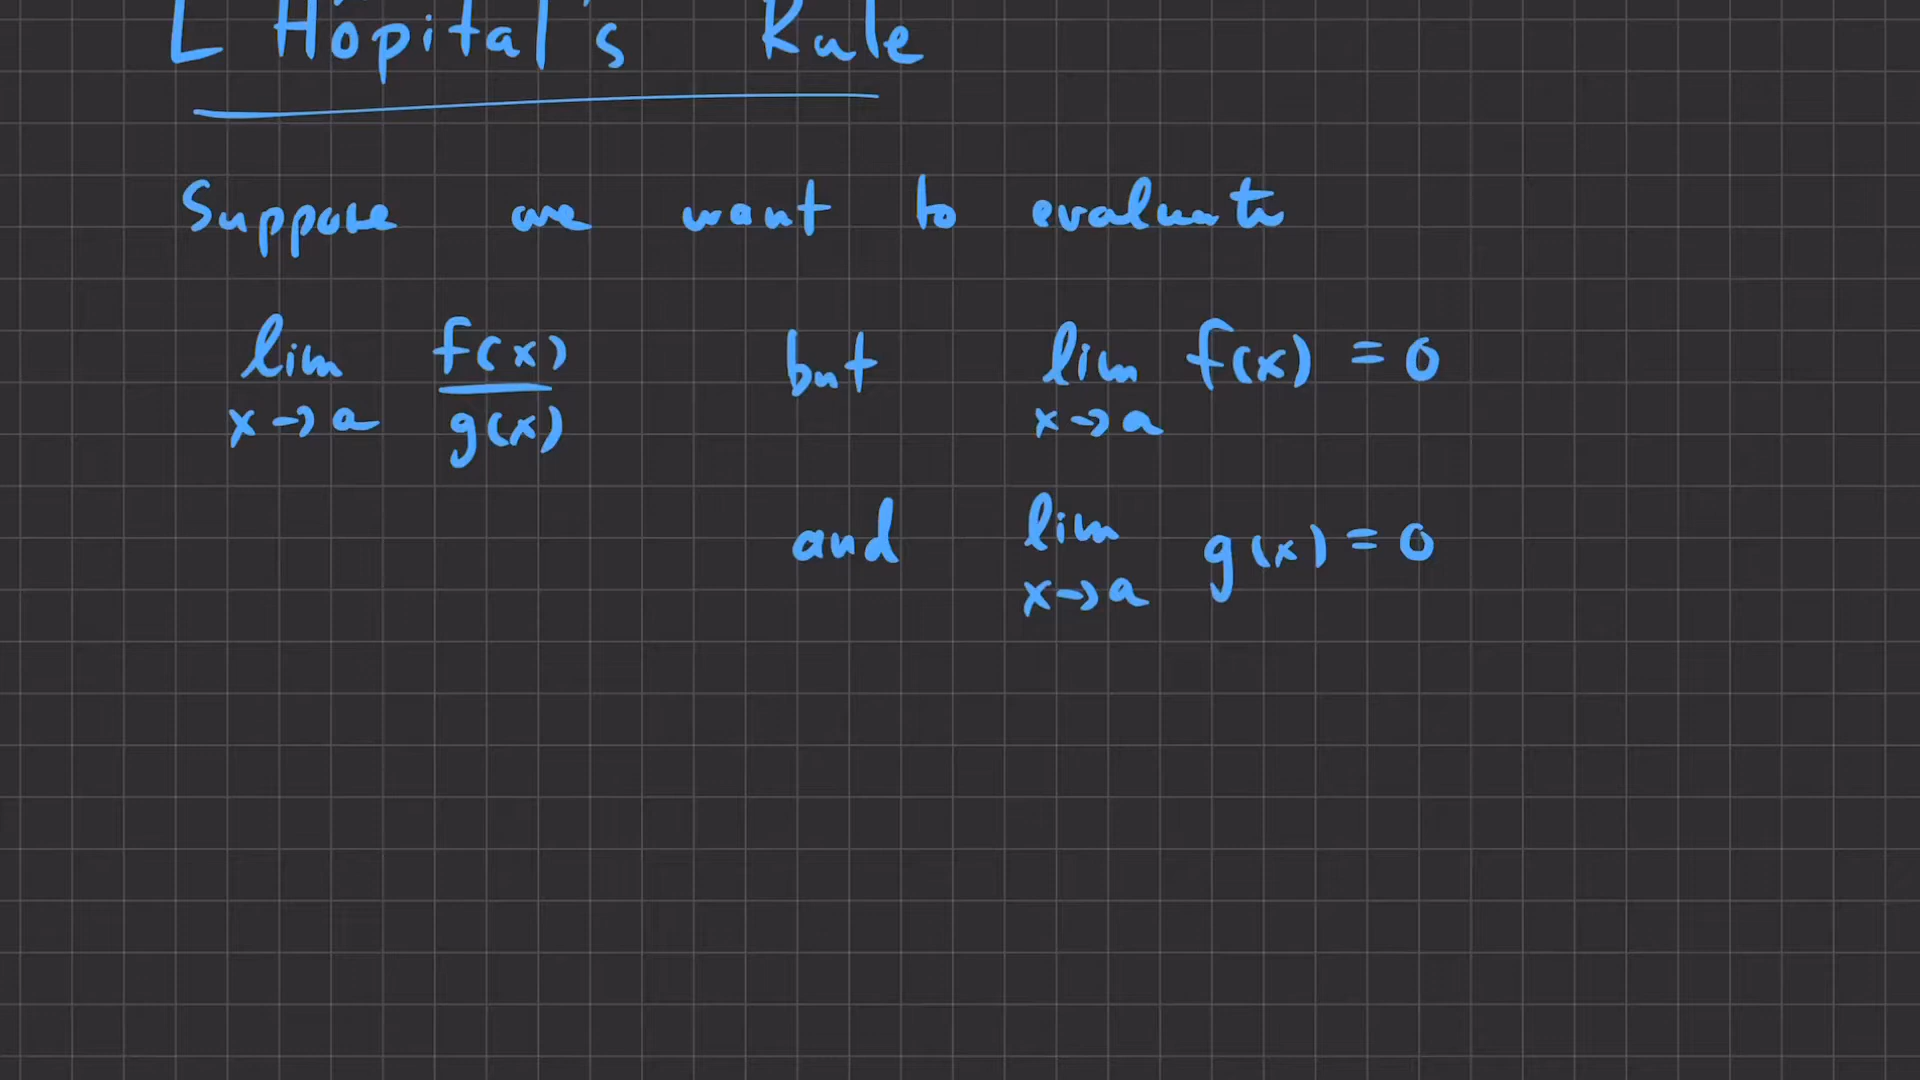 L'Hôpital's Rule
Suppose we want to evaluate
lim x→a f(x)/g(x) but lim x→a f(x) = 0
and lim x→a g(x) = 0